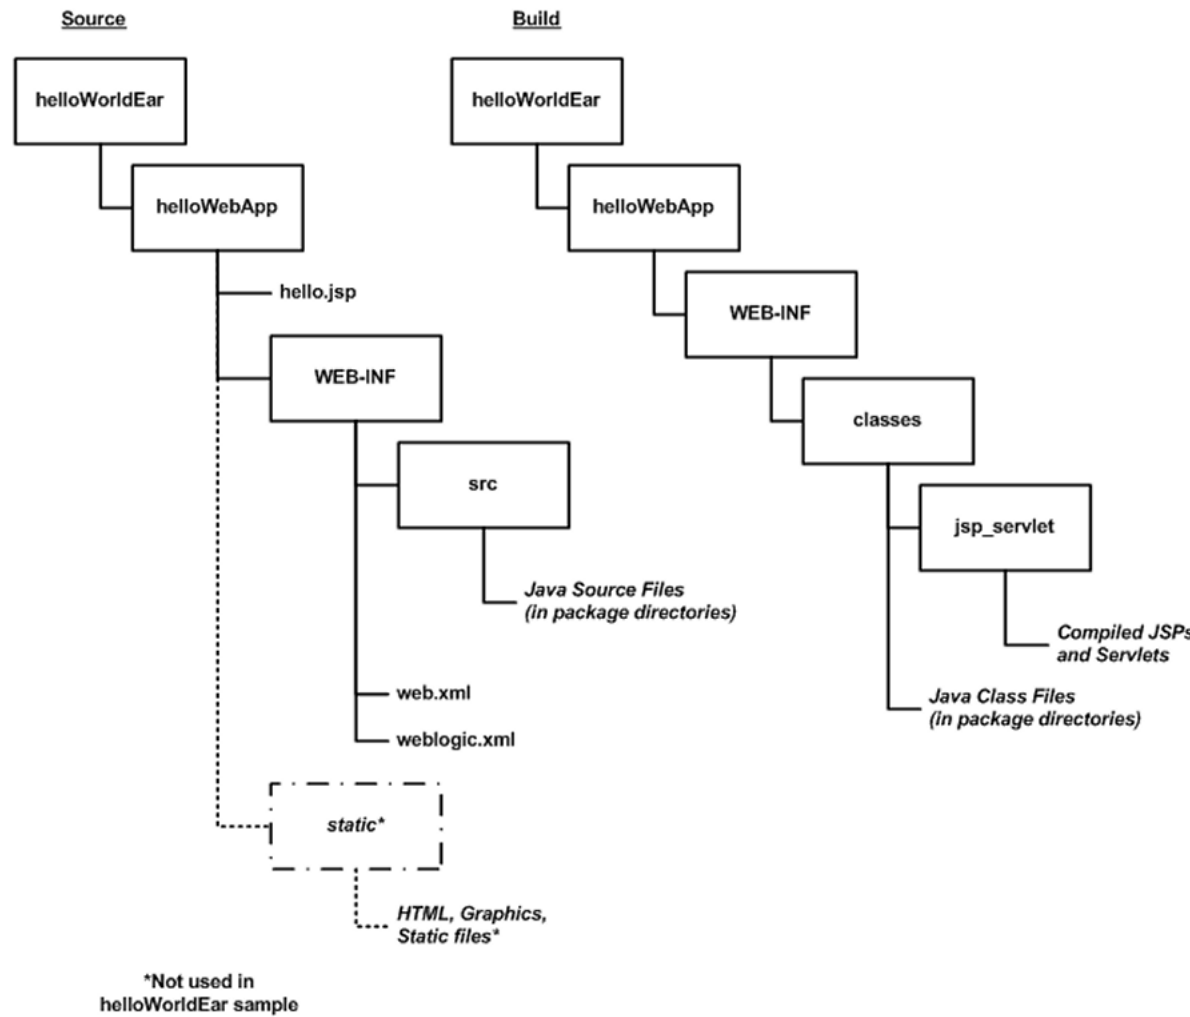 Source
Build
helloWorldEar
helloWorldEar
helloWebApp
helloWebApp
hello.jsp
WEB-INF
WEB-INF
classes
src
jsp_servlet
Java Source Files
(in package directories)
Compiled JSPs
and Servlets
web.xml
Java Class Files
(in package directories)
weblogic.xml
static*
HTML, Graphics,
Static files*
*Not used in
helloWorldEar sample